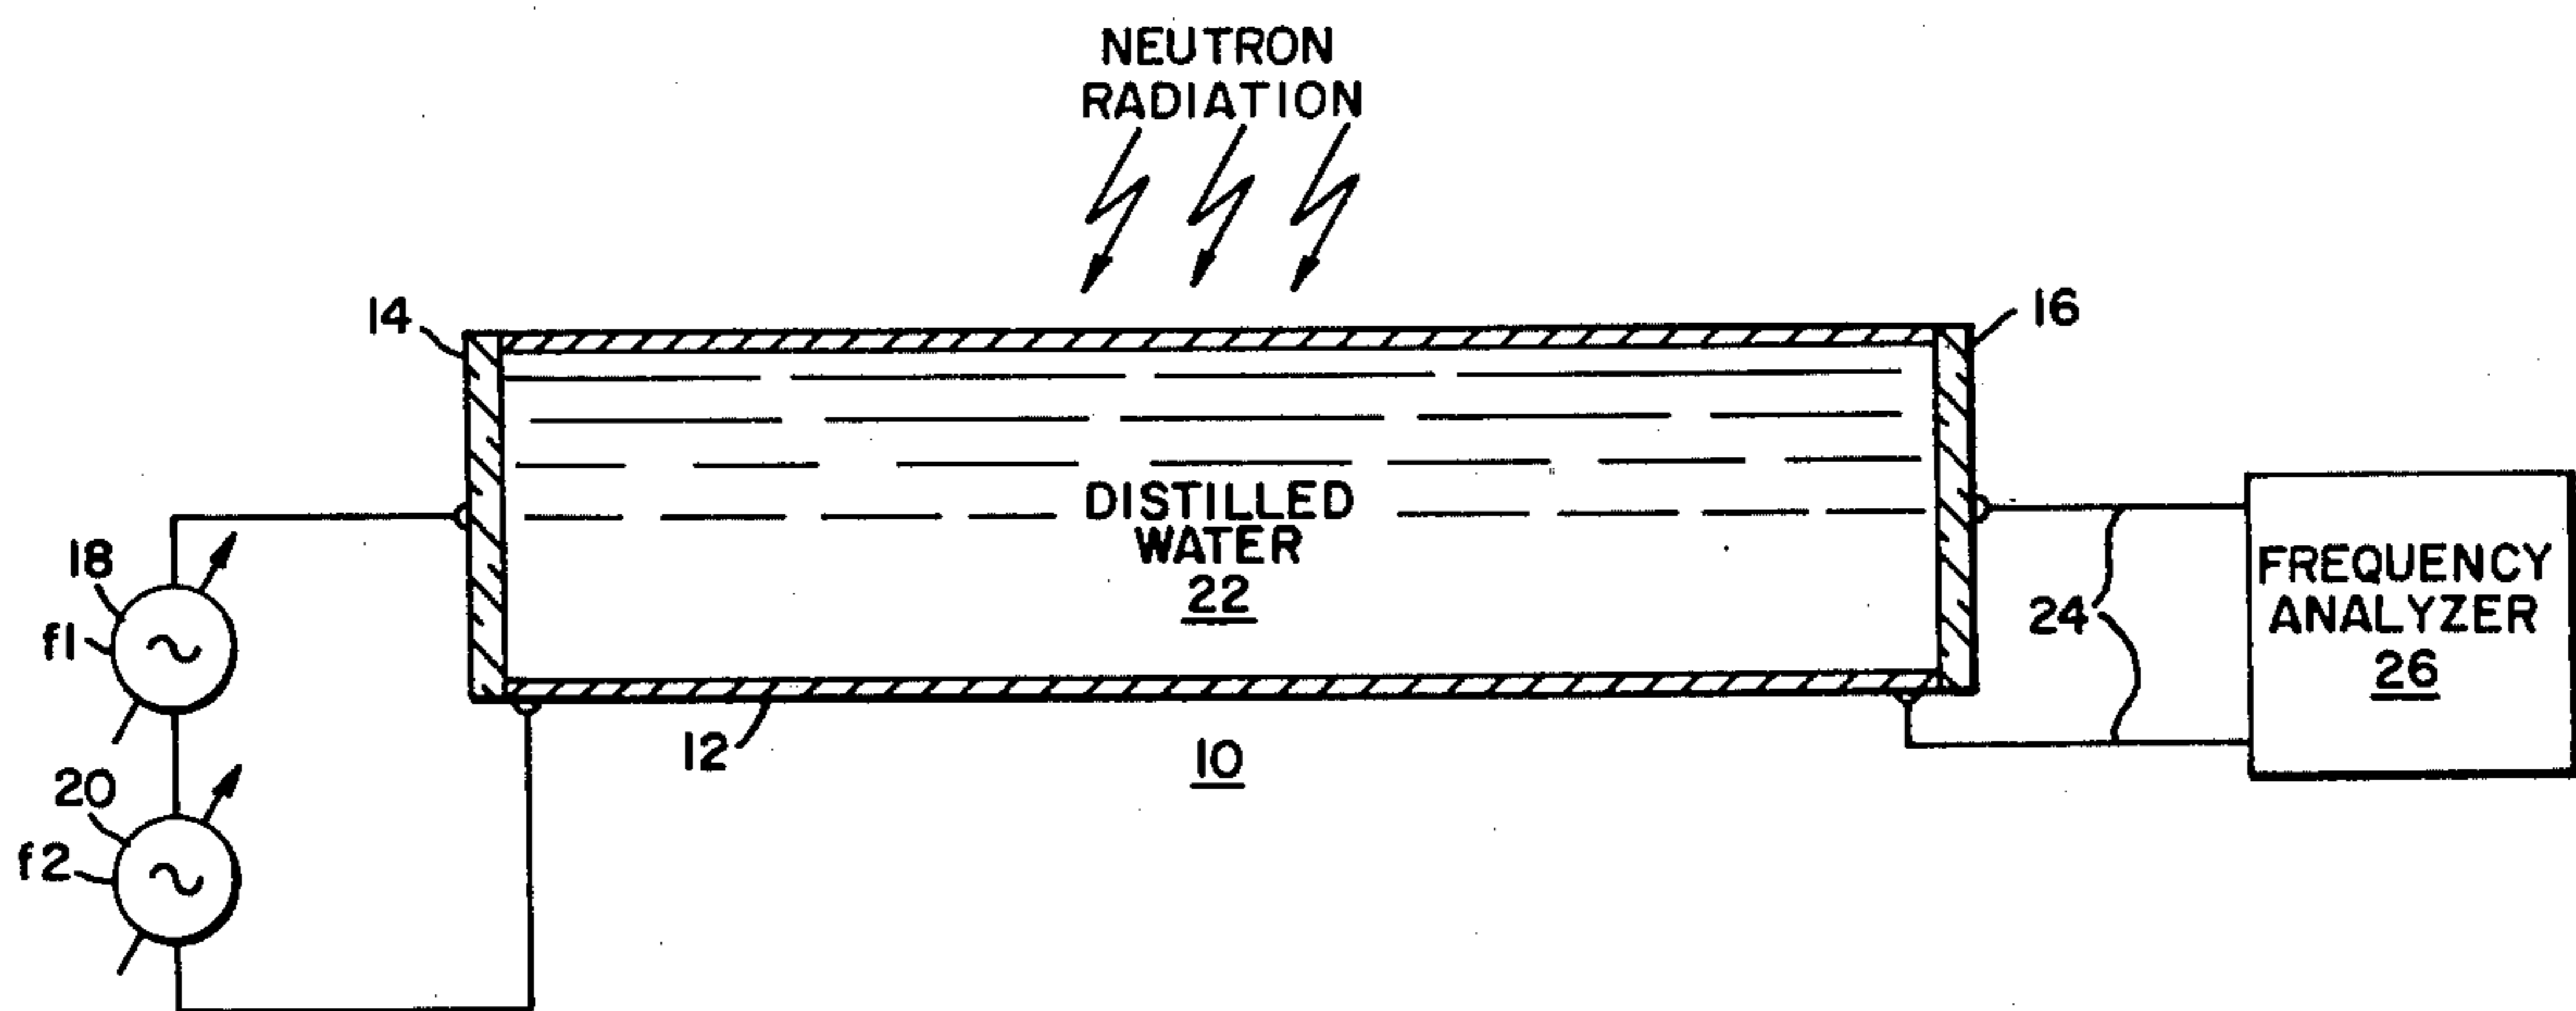 NEUTRON
RADIATION
14
16
DISTILLED
WATER
22
18
f1
20
f2
12
10
24
FREQUENCY
ANALYZER
26